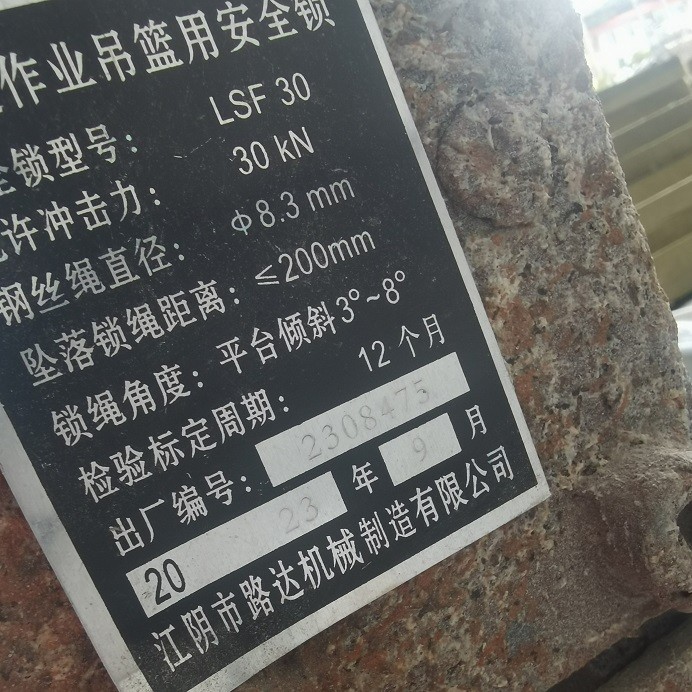 作业吊篮用安全锁
全锁型号： LSF 30
允许冲击力： 30 kN
钢丝绳直径： Φ8.3 mm
坠落锁绳距离： ≤200mm
锁绳角度：平台倾斜3°~8°
检验标定周期： 12 个月
出厂编号： 2308475
20 23 年 9 月
江阴市路达机械制造有限公司